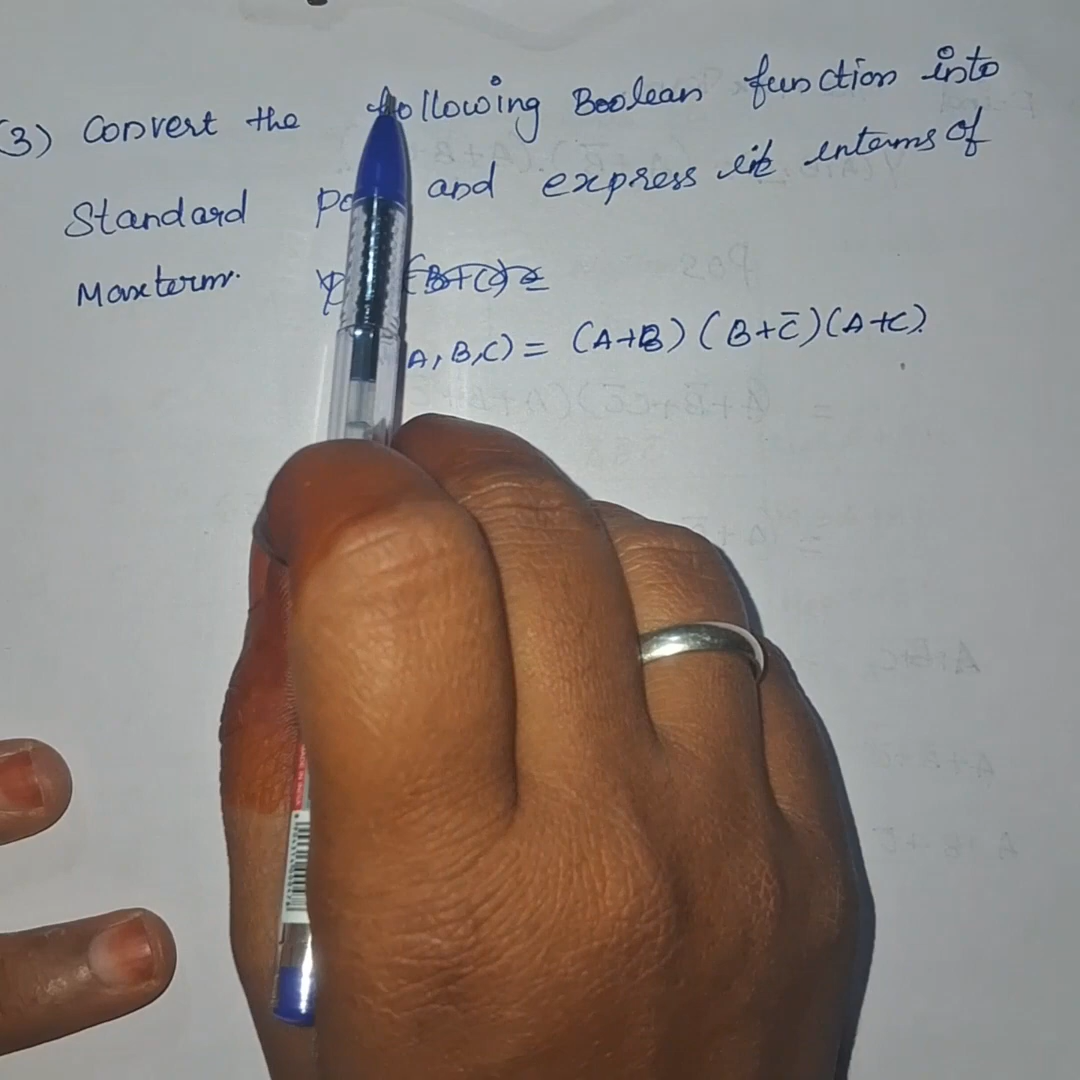 (3) Convert the following Boolean function into
Standard and express it interms of
Maxterm.
A,B,C) = (A+B) (B+C̅)(A+C).